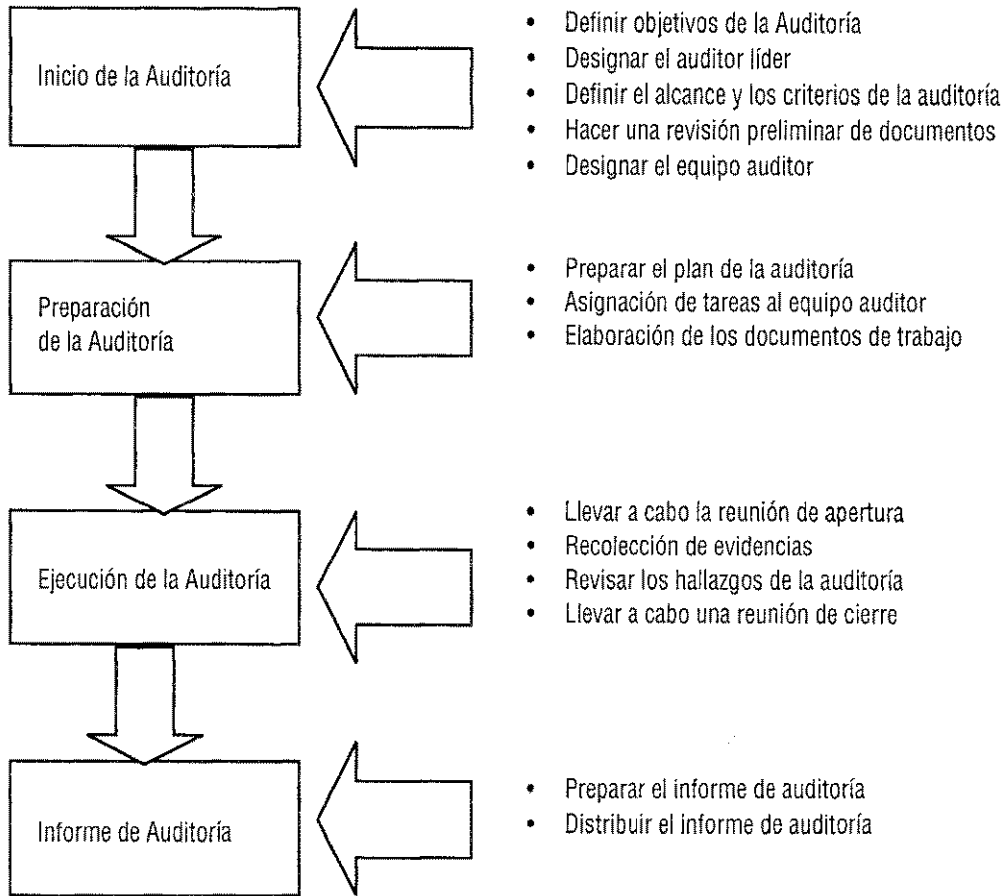 Inicio de la Auditoría
• Definir objetivos de la Auditoría
• Designar el auditor líder
• Definir el alcance y los criterios de la auditoría
• Hacer una revisión preliminar de documentos
• Designar el equipo auditor
Preparación
de la Auditoría
• Preparar el plan de la auditoría
• Asignación de tareas al equipo auditor
• Elaboración de los documentos de trabajo
Ejecución de la Auditoría
• Llevar a cabo la reunión de apertura
• Recolección de evidencias
• Revisar los hallazgos de la auditoría
• Llevar a cabo una reunión de cierre
Informe de Auditoría
• Preparar el informe de auditoría
• Distribuir el informe de auditoría